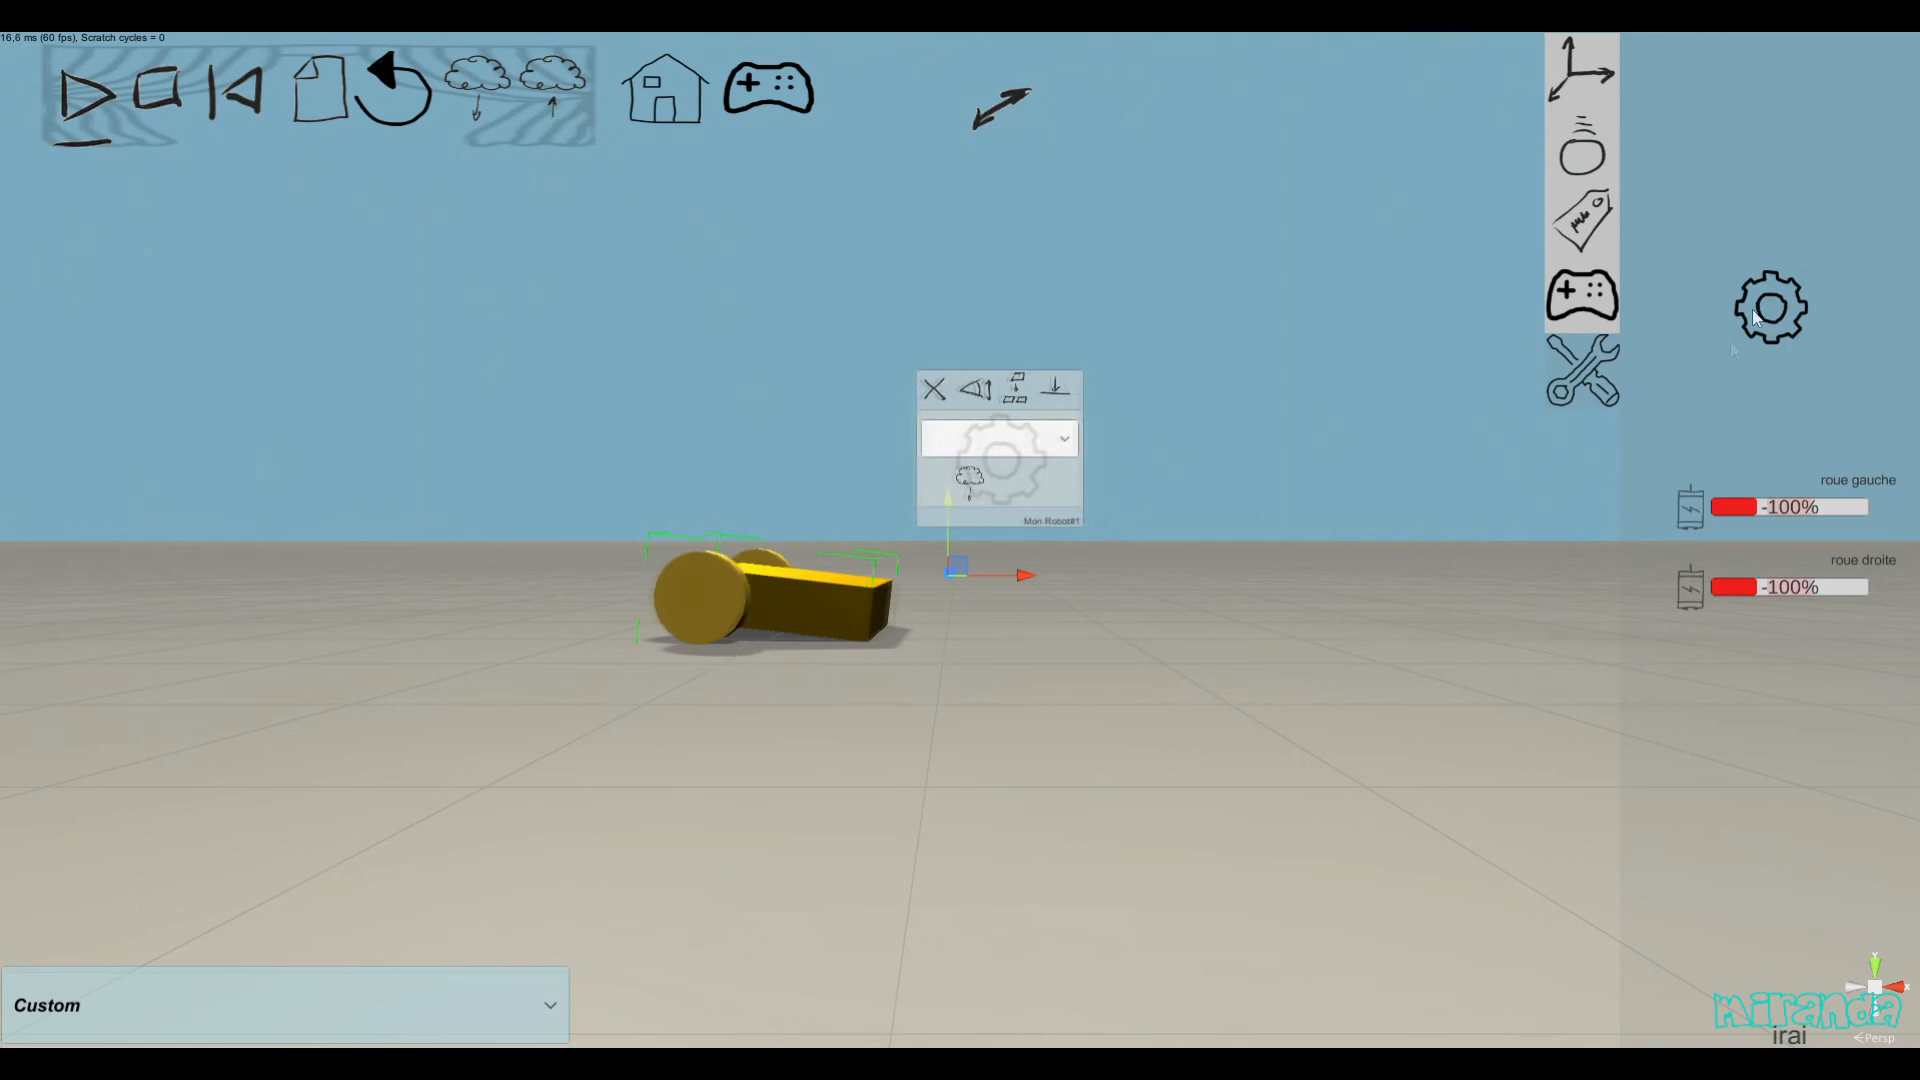 16,6 ms (60 fps), Scratch cycles = 0
Mon Robot#1
roue gauche
-100%
roue droite
-100%
Custom
miranda
irai
Persp
y
x